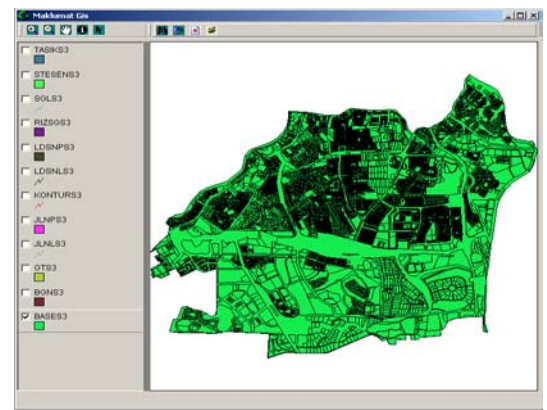 Maklumat Gis
TASIKS3
STESENS3
SGLS3
RIZSGS3
LDSNPS3
LDSNLS3
KONTURS3
JLNPS3
JLNLS3
GTS3
BGNS3
BASES3